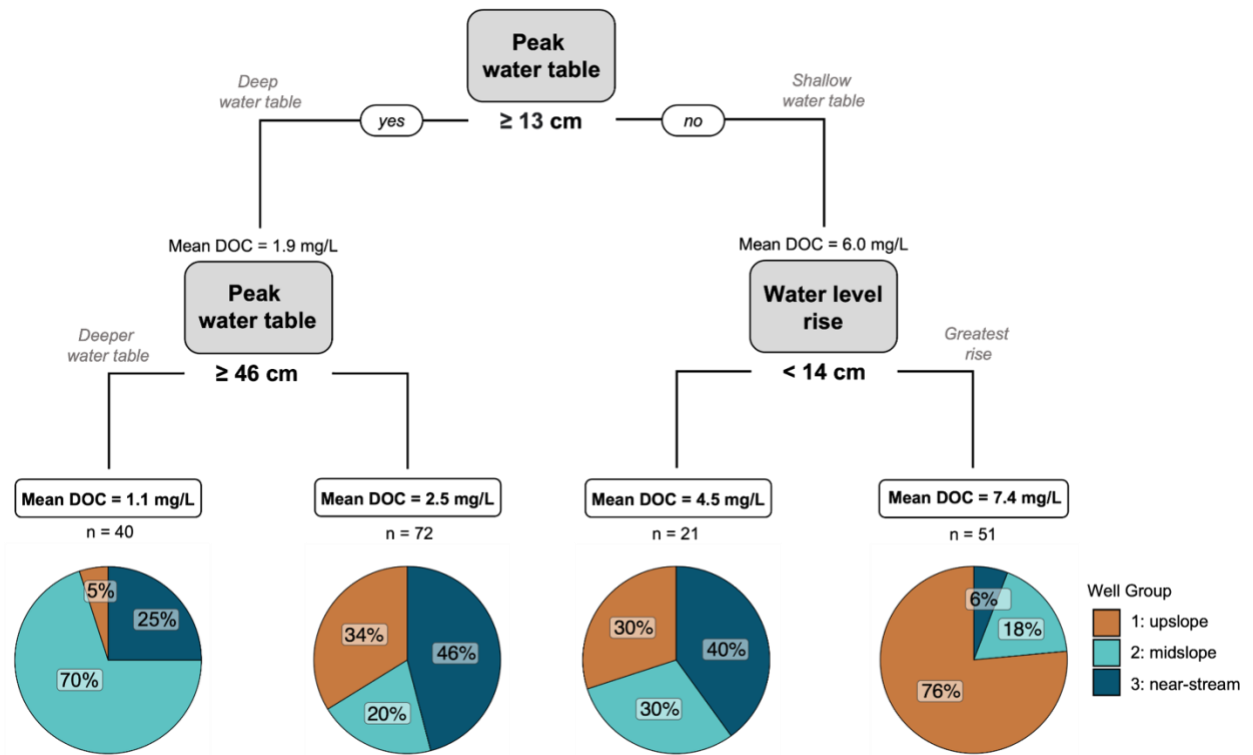 Peak
water table
≥ 13 cm
Deep
water table
yes
no
Shallow
water table
Mean DOC = 1.9 mg/L
Peak
water table
≥ 46 cm
Deeper
water table
Mean DOC = 6.0 mg/L
Water level
rise
< 14 cm
Greatest
rise
Mean DOC = 1.1 mg/L
n = 40
Mean DOC = 2.5 mg/L
n = 72
Mean DOC = 4.5 mg/L
n = 21
Mean DOC = 7.4 mg/L
n = 51
5%
25%
70%
34%
46%
20%
30%
40%
30%
6%
18%
76%
Well Group
1: upslope
2: midslope
3: near-stream